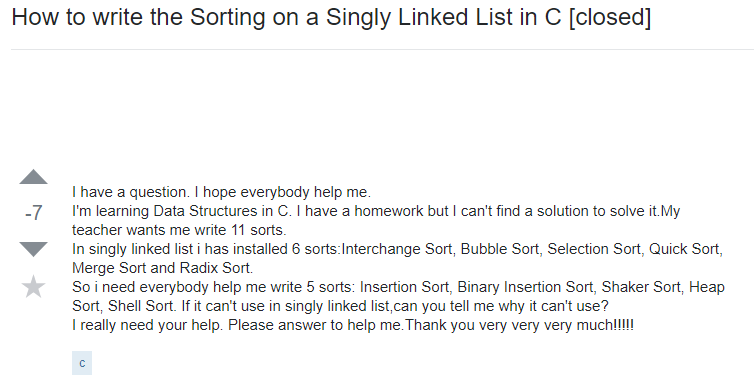 How to write the Sorting on a Singly Linked List in C [closed]
I have a question. I hope everybody help me.
-7
I'm learning Data Structures in C. I have a homework but I can't find a solution to solve it.My
teacher wants me write 11 sorts.
In singly linked list i has installed 6 sorts:Interchange Sort, Bubble Sort, Selection Sort, Quick Sort,
Merge Sort and Radix Sort.
So i need everybody help me write 5 sorts: Insertion Sort, Binary Insertion Sort, Shaker Sort, Heap
Sort, Shell Sort. If it can't use in singly linked list,can you tell me why it can't use?
I really need your help. Please answer to help me.Thank you very very very much!!!!!
c